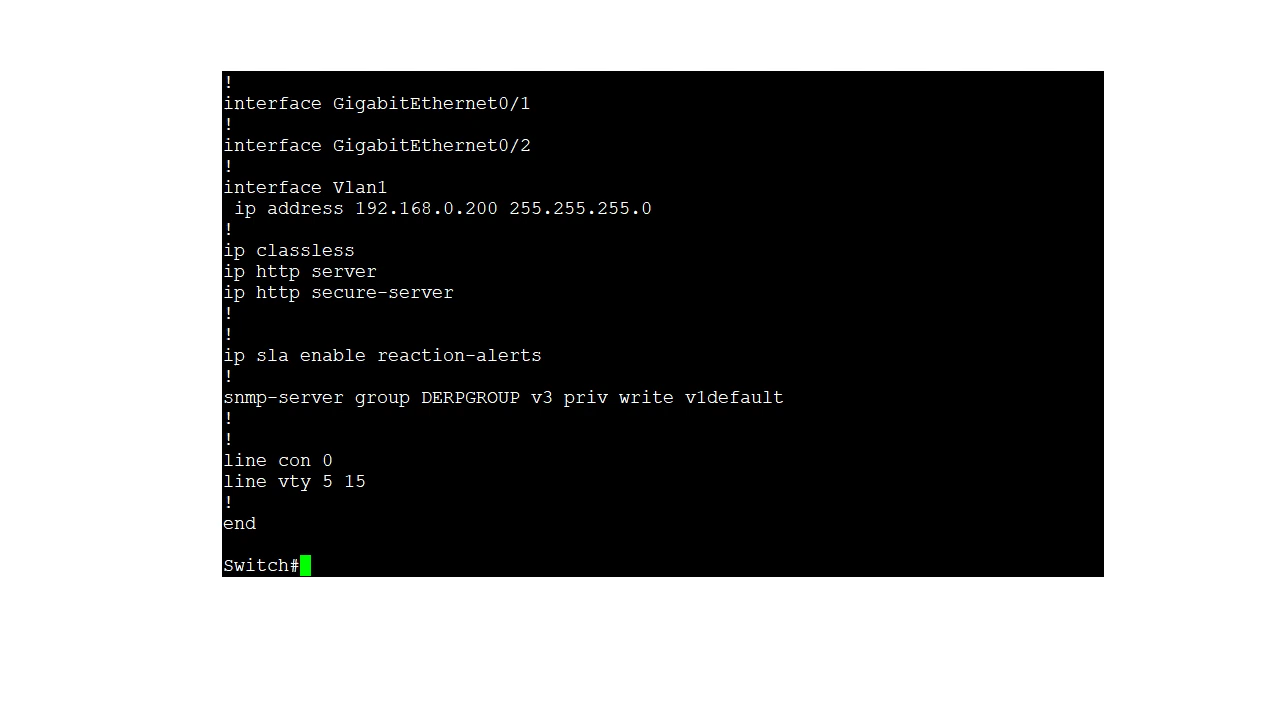 !
interface GigabitEthernet0/1
!
interface GigabitEthernet0/2
!
interface Vlan1
 ip address 192.168.0.200 255.255.255.0
!
ip classless
ip http server
ip http secure-server
!
!
ip sla enable reaction-alerts
!
snmp-server group DERPGROUP v3 priv write v1default
!
!
line con 0
line vty 5 15
!
end

Switch#